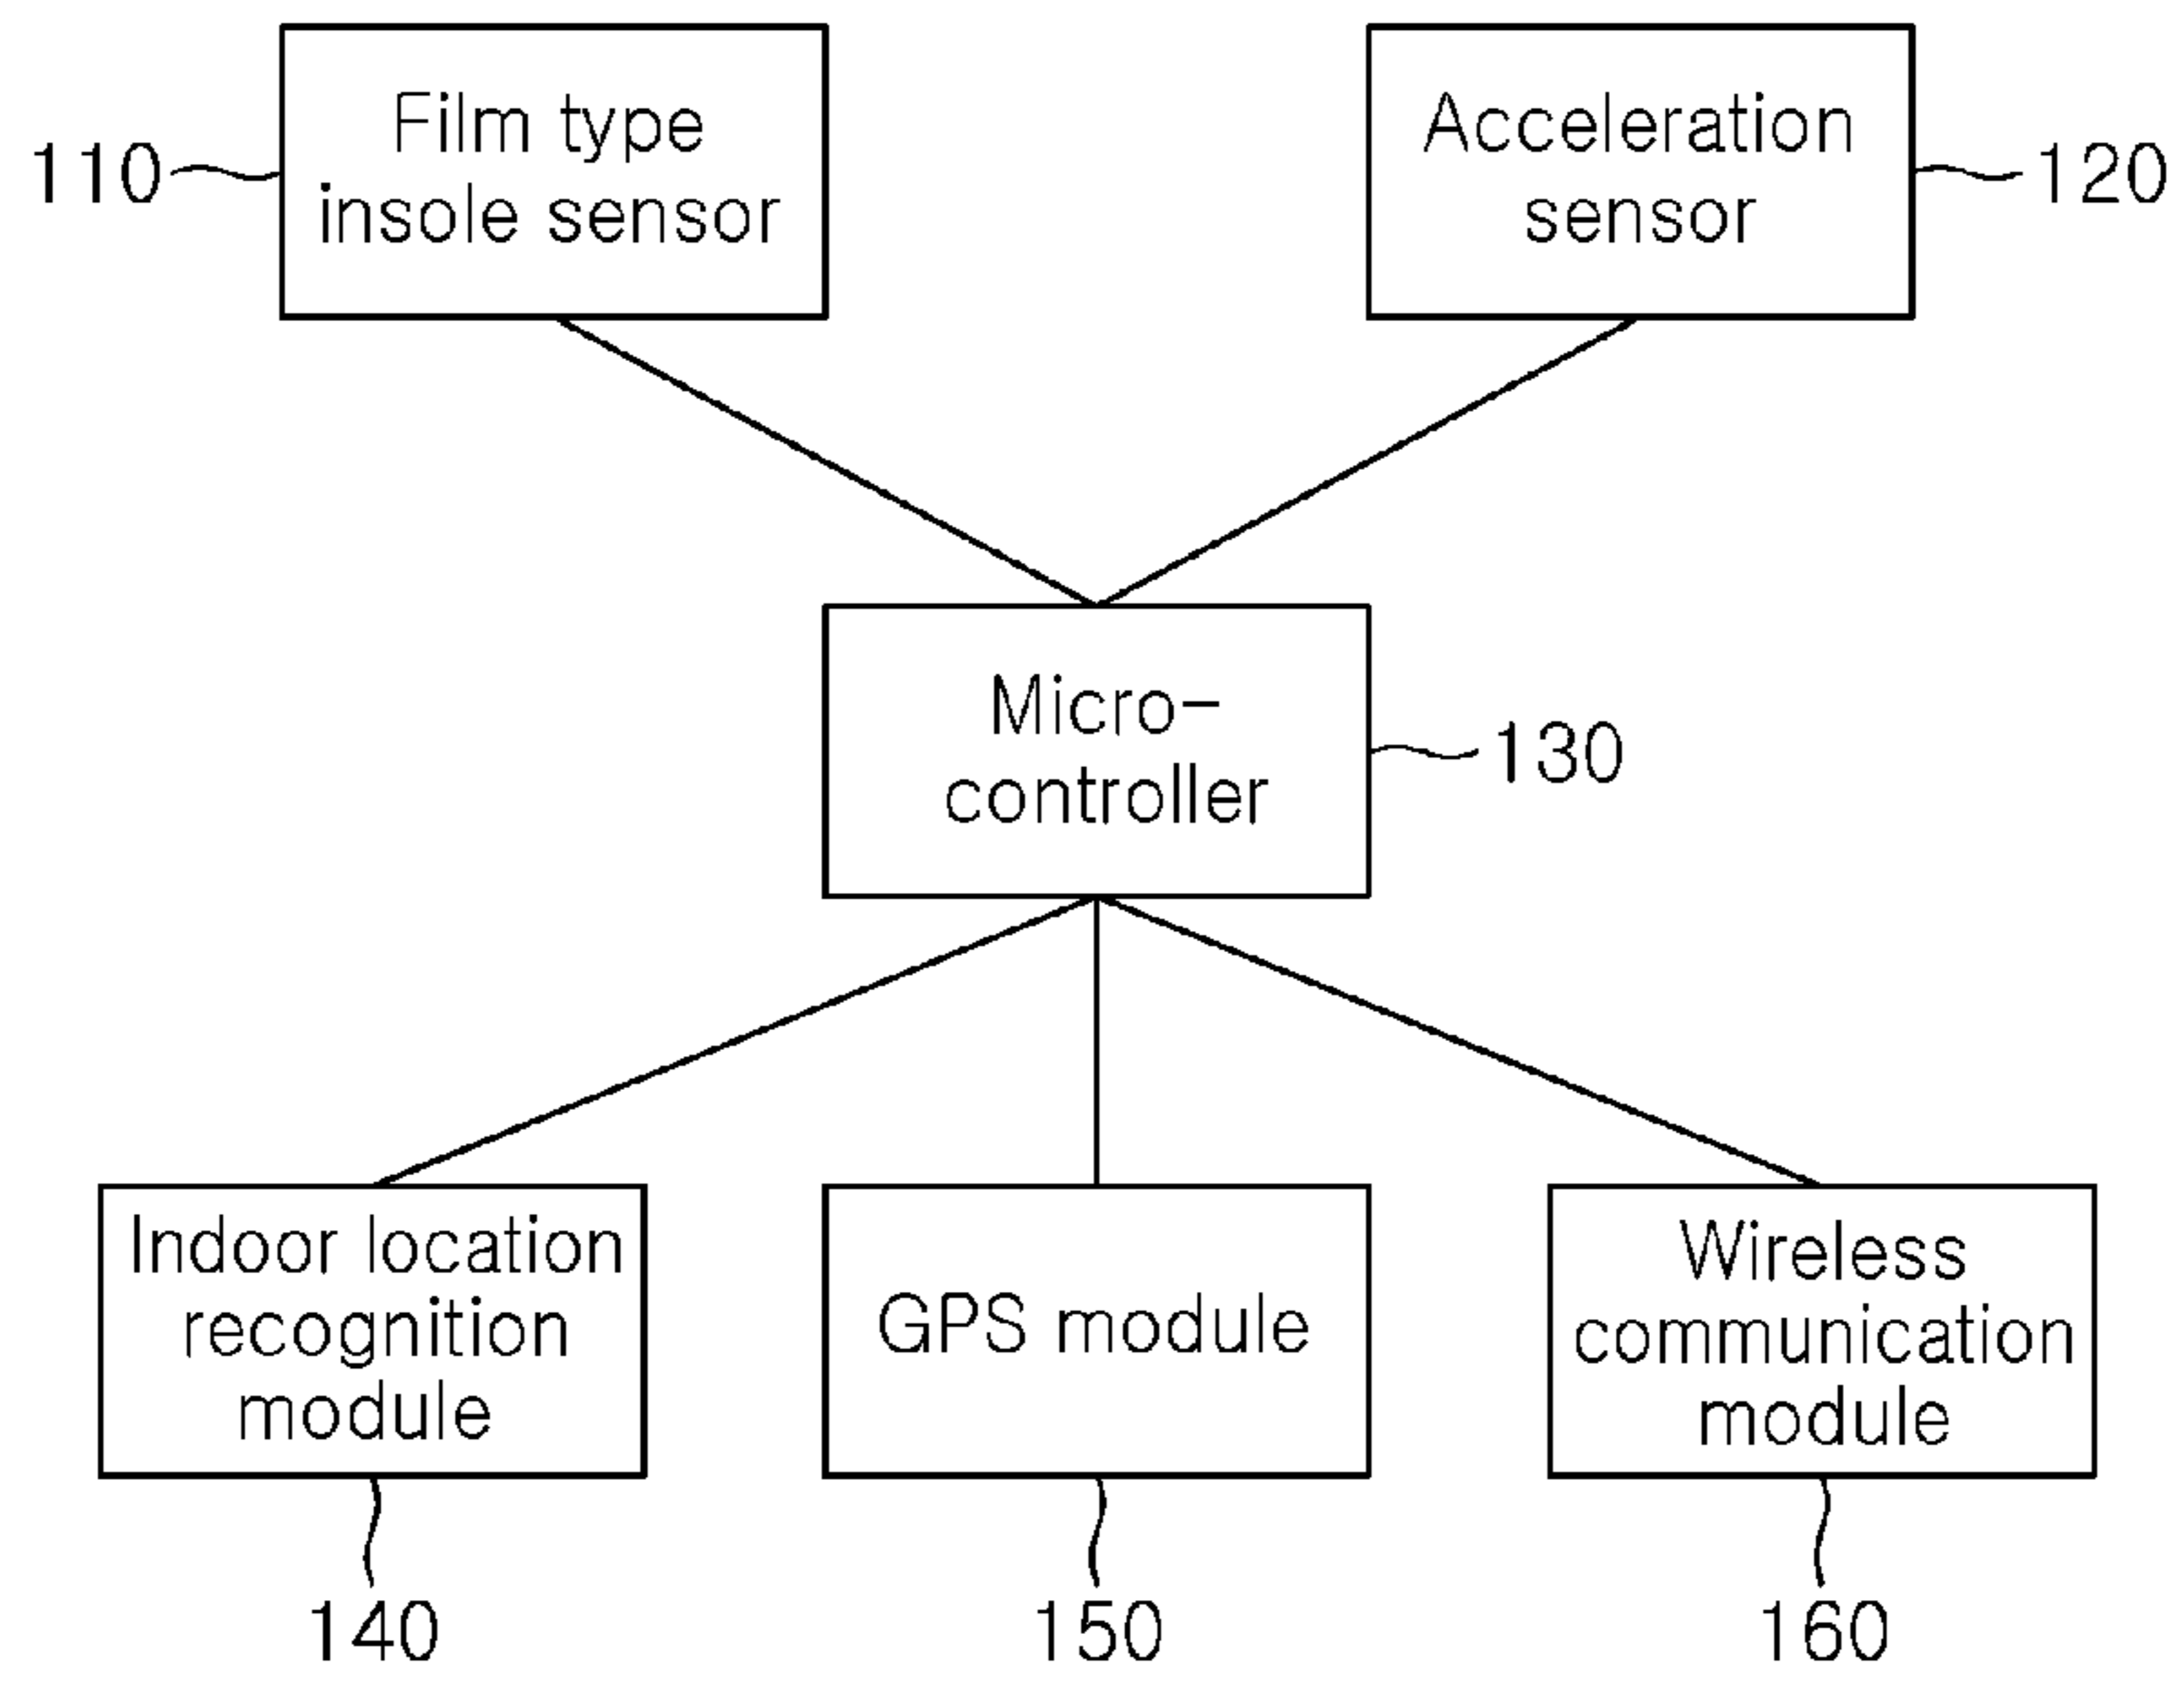 Film type
insole sensor
110
Acceleration
sensor
120
Micro-
controller
130
Indoor location
recognition
module
140
GPS module
150
Wireless
communication
module
160